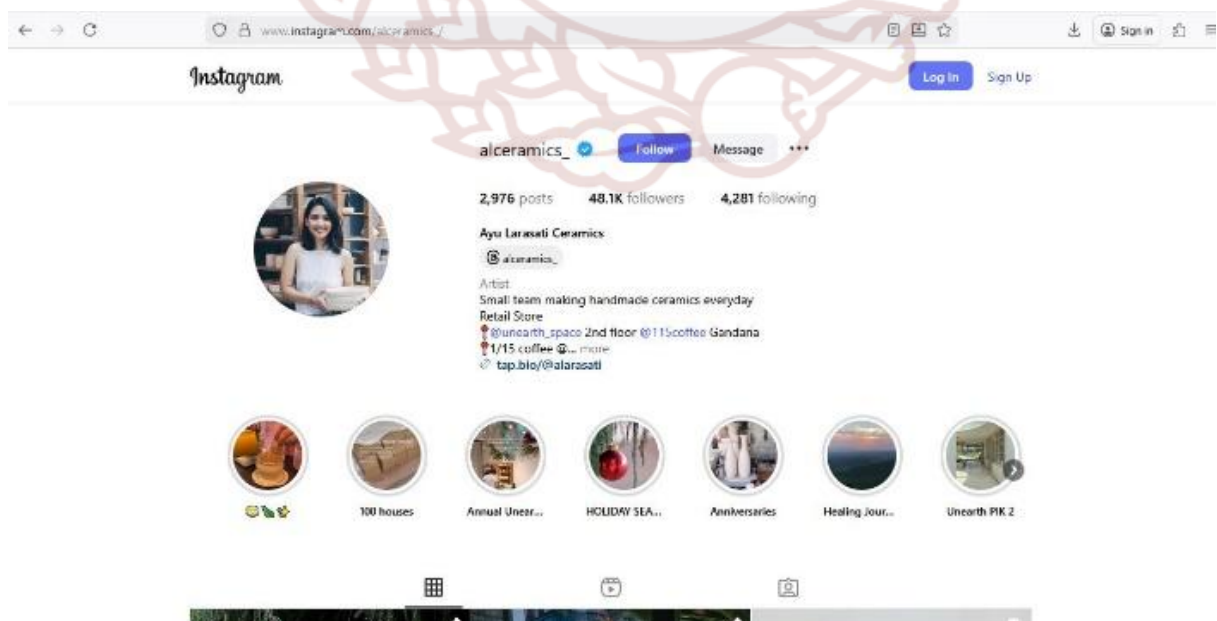 www.instagram.com/alceramics_/
Sign in
Instagram
Log In
Sign Up
alceramics_
Follow
Message
2,976 posts 48.1K followers 4,281 following
Ayu Larasati Ceramics
alceramics_
Artist
Small team making handmade ceramics everyday
Retail Store
📍@unearth_space 2nd floor @115coffee Gandaria
📍1/15 coffee @... more
tap.bio/@alarasati
100 houses
Annual Unear...
HOLIDAY SEA...
Anniversaries
Healing Jour...
Unearth PIK 2